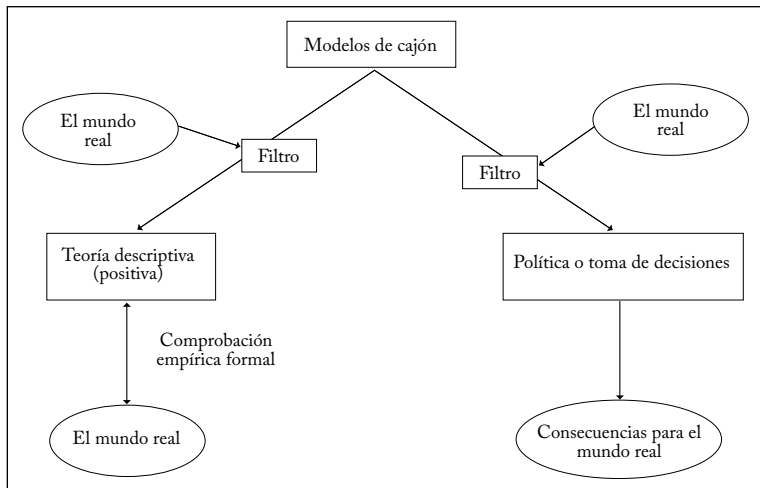 Modelos de cajón
El mundo
real
El mundo
real
Filtro
Filtro
Teoría descriptiva
(positiva)
Política o toma de decisiones
Comprobación
empírica formal
El mundo real
Consecuencias para el
mundo real